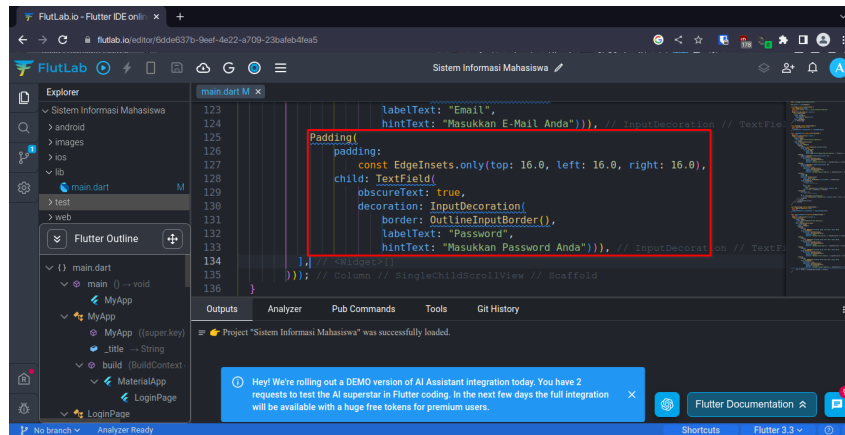 FlutLab.io - Flutter IDE onlin
flutlab.io/editor/6dde637b-9eef-4e22-a709-23bafeb4fea5
178
FlutLab
Sistem Informasi Mahasiswa
A
Explorer
main.dart M
Sistem Informasi Mahasiswa
android
images
ios
lib
main.dart M
test
web
1
123 labelText: "Email",
124 hintText: "Masukkan E-Mail Anda"))), // InputDecoration // TextFie
125 Padding(
126 padding:
127 const EdgeInsets.only(top: 16.0, left: 16.0, right: 16.0),
128 child: TextField(
129 obscureText: true,
130 decoration: InputDecoration(
131 border: OutlineInputBorder(),
132 labelText: "Password",
133 hintText: "Masukkan Password Anda"))), // InputDecoration // TextF
134 ], // <Widget>[]
135 ))); // Column // SingleChildScrollView // Scaffold
136 }
Flutter Outline
{} main.dart
main () → void
MyApp
MyApp
MyApp ({super.key}
_title → String
build (BuildContext
MaterialApp
LoginPage
LoginPage
Outputs Analyzer Pub Commands Tools Git History
Project "Sistem Informasi Mahasiswa" was successfully loaded.
Hey! We're rolling out a DEMO version of AI Assistant integration today. You have 2
requests to test the AI superstar in Flutter coding. In the next few days the full integration
will be available with a huge free tokens for premium users.
Flutter Documentation
No branch Analyzer Ready
Shortcuts Flutter 3.3